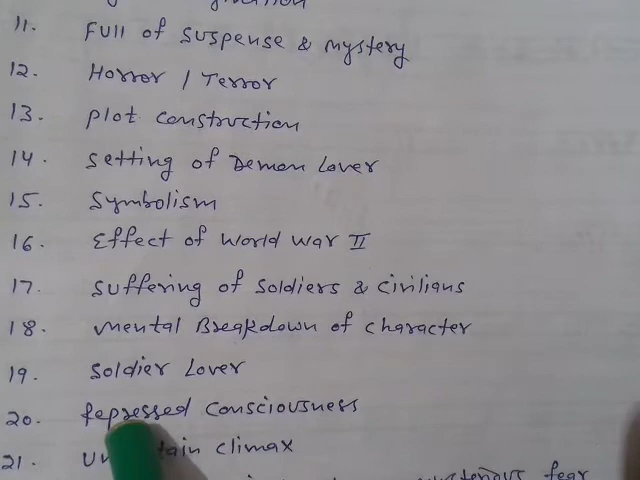 11. Full of Suspense & Mystery
12. Horror / Terror
13. Plot Construction
14. Setting of Demon Lover
15. Symbolism
16. Effect of World War II
17. Suffering of Soldiers & Civilians
18. Mental Breakdown of Character
19. Soldier Lover
20. Repressed Consciousness
21. climax
fear